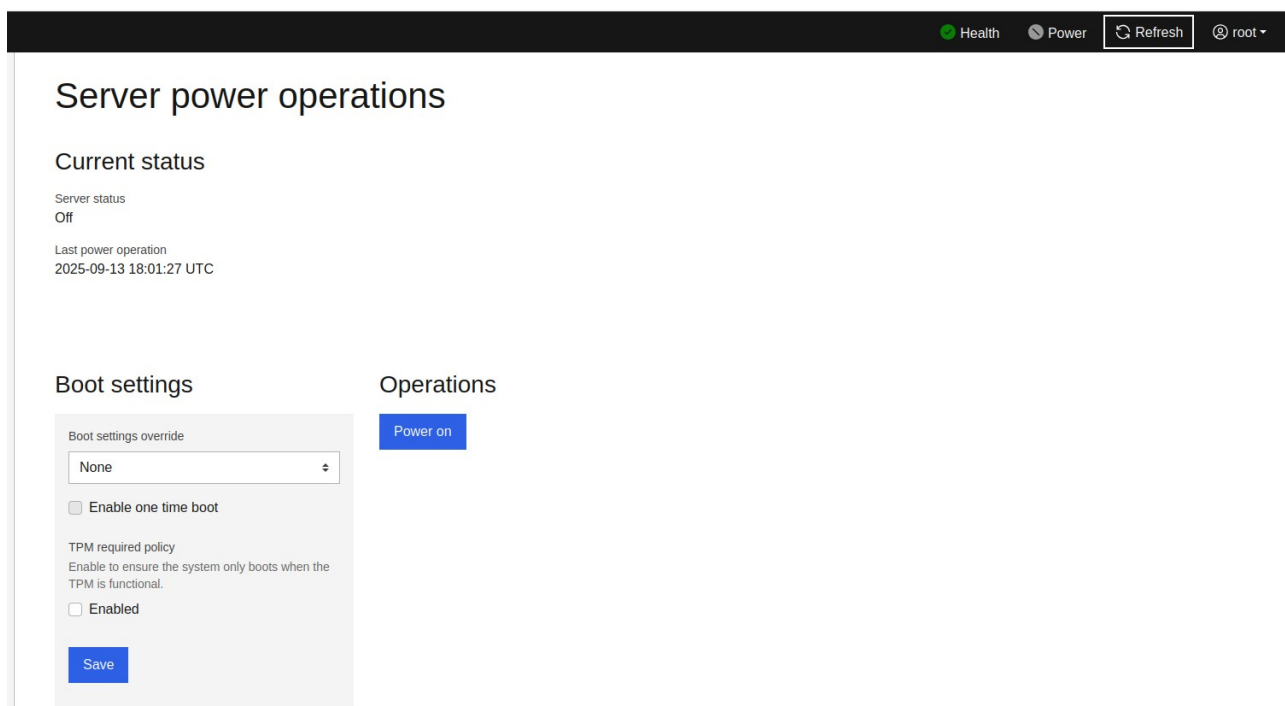 Health Power Refresh root
Server power operations
Current status
Server status
Off
Last power operation
2025-09-13 18:01:27 UTC
Boot settings
Boot settings override
None
Enable one time boot
TPM required policy
Enable to ensure the system only boots when the
TPM is functional.
Enabled
Save
Operations
Power on